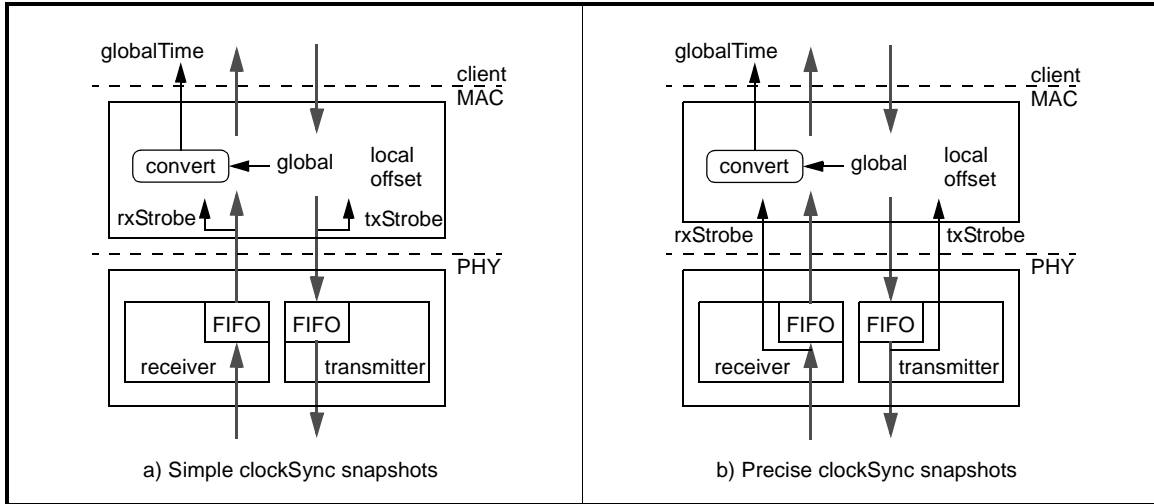 globalTime
client
MAC
convert
global
local
offset
rxStrobe
txStrobe
PHY
FIFO
FIFO
receiver
transmitter
a) Simple clockSync snapshots
globalTime
client
MAC
convert
global
local
offset
rxStrobe
txStrobe
PHY
FIFO
FIFO
receiver
transmitter
b) Precise clockSync snapshots